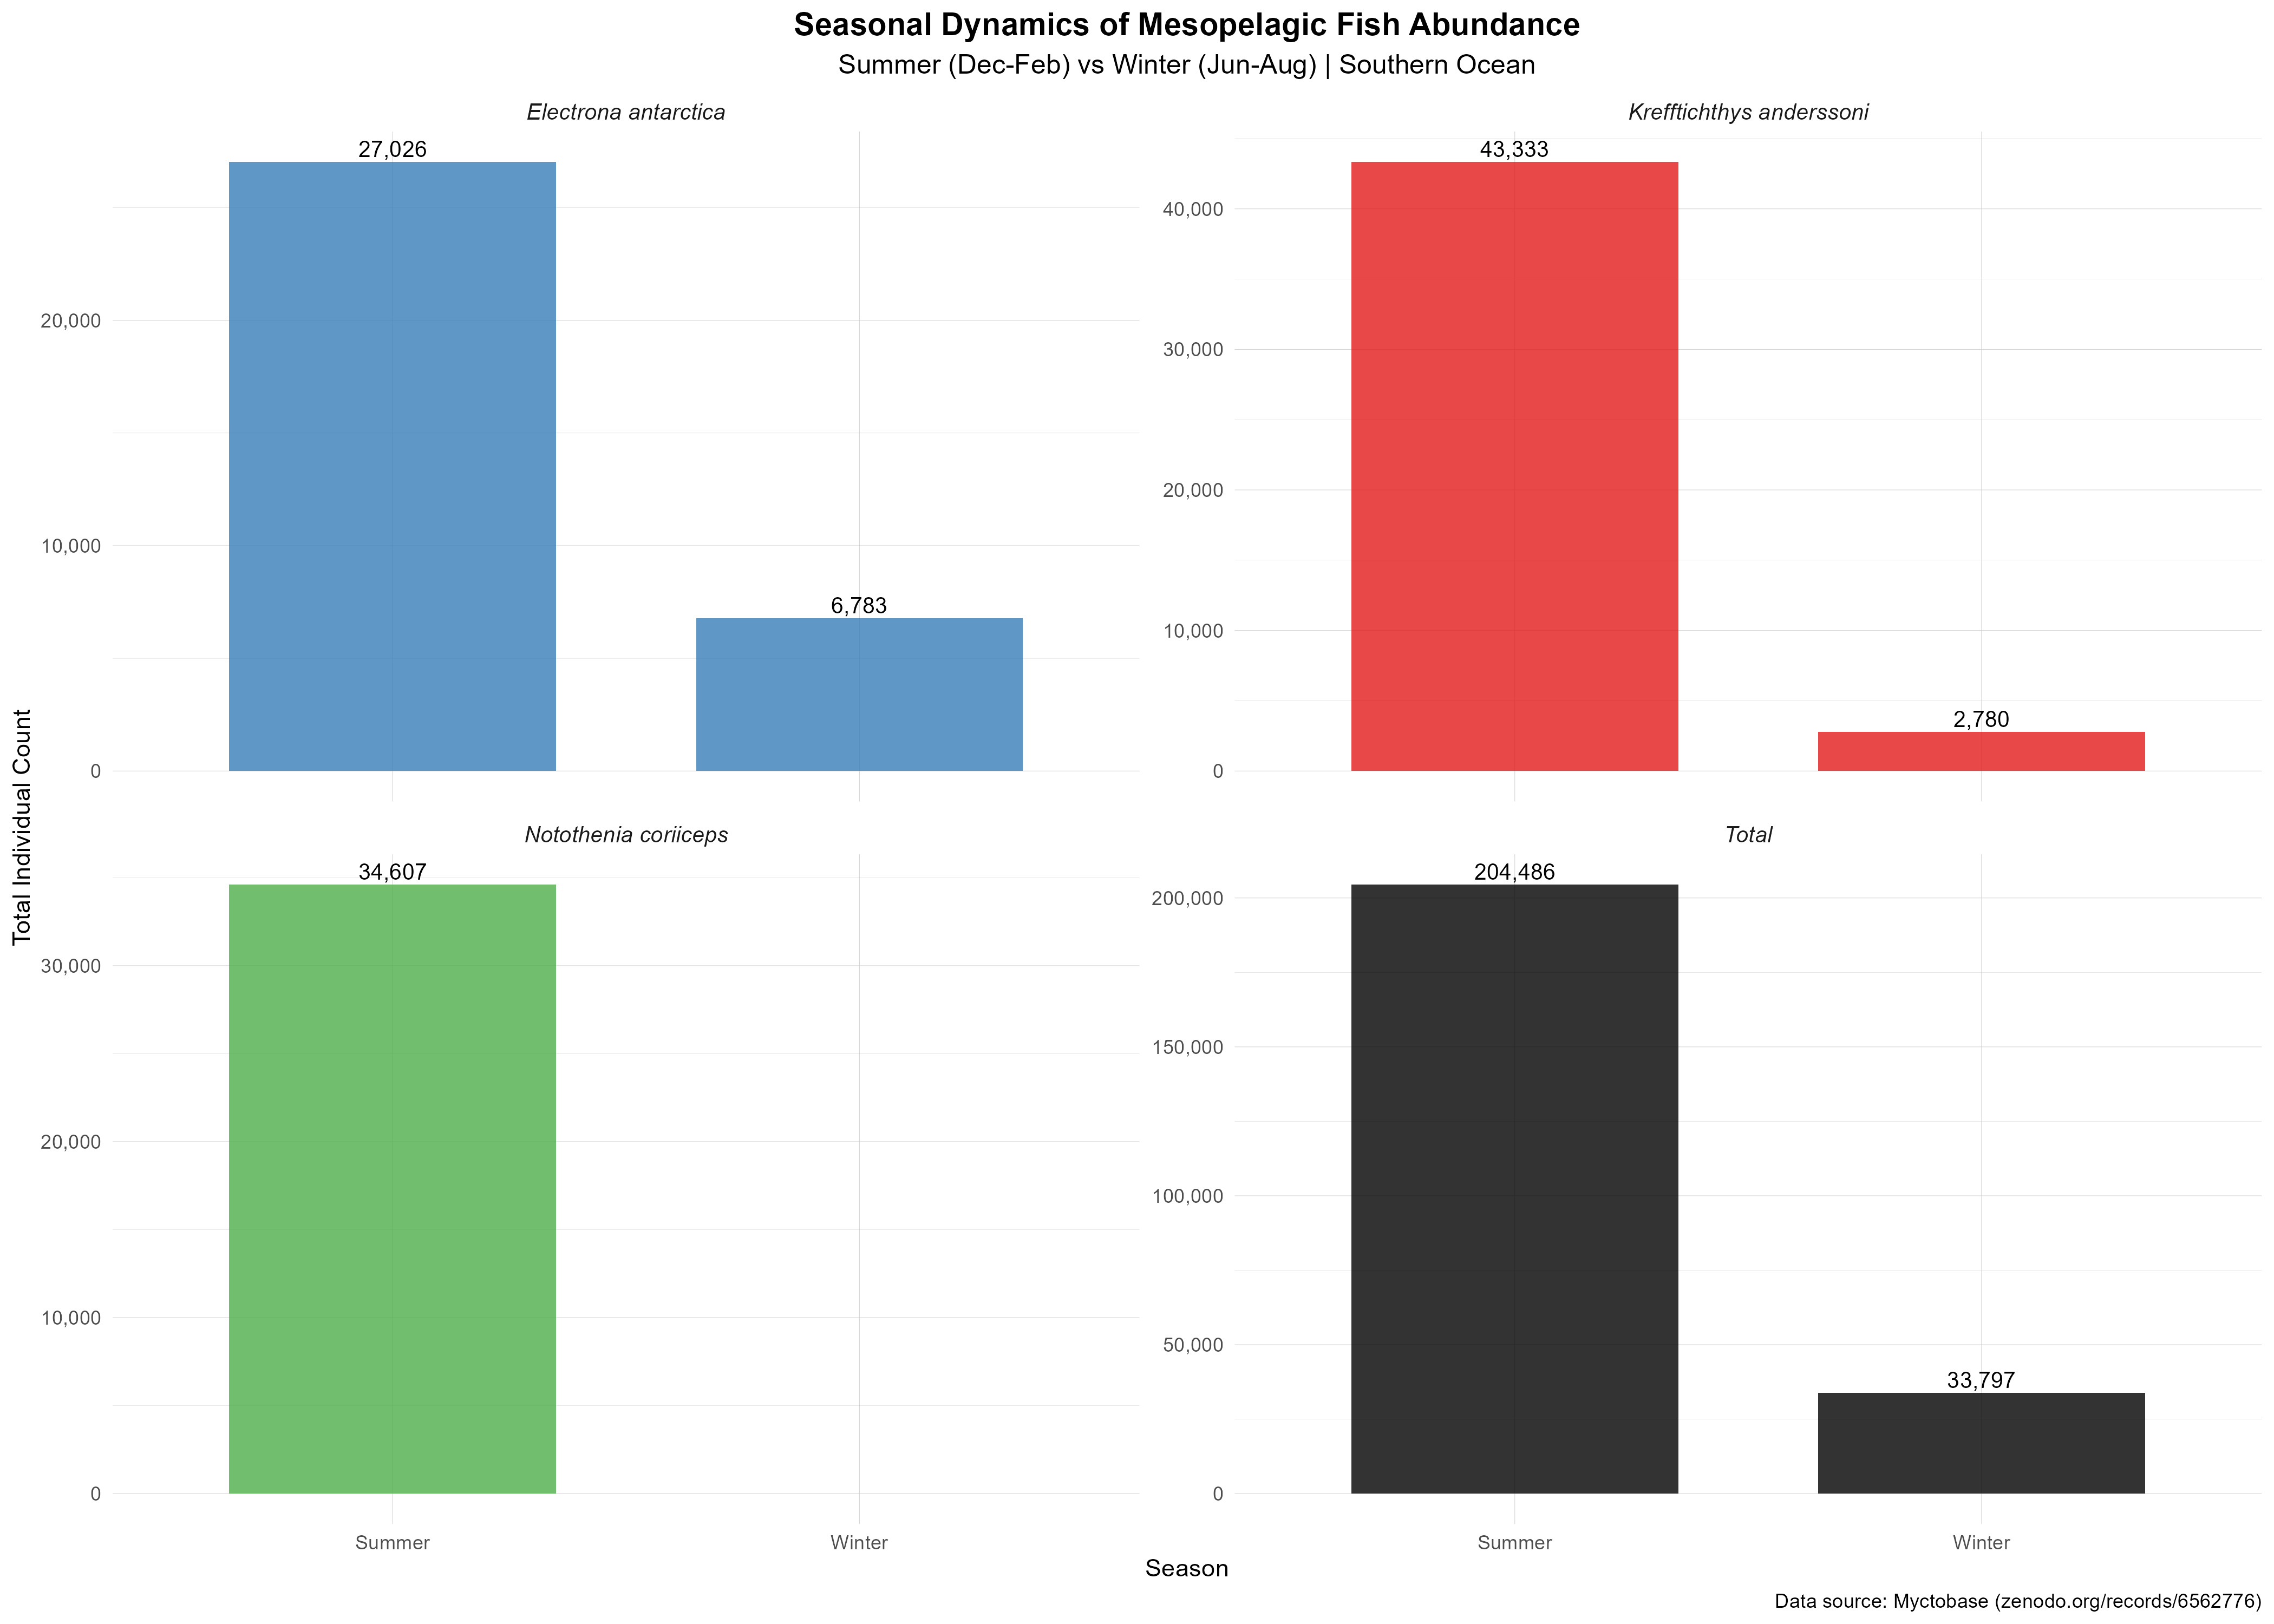 Seasonal Dynamics of Mesopelagic Fish Abundance
Summer (Dec-Feb) vs Winter (Jun-Aug) | Southern Ocean
Total Individual Count
Electrona antarctica
27,026
6,783
20,000
10,000
0
Krefftichthys anderssoni
43,333
2,780
40,000
30,000
20,000
10,000
0
Notothenia coriiceps
34,607
30,000
20,000
10,000
0
Summer Winter
Total
204,486
33,797
200,000
150,000
100,000
50,000
0
Summer Winter
Season
Data source: Myctobase (zenodo.org/records/6562776)